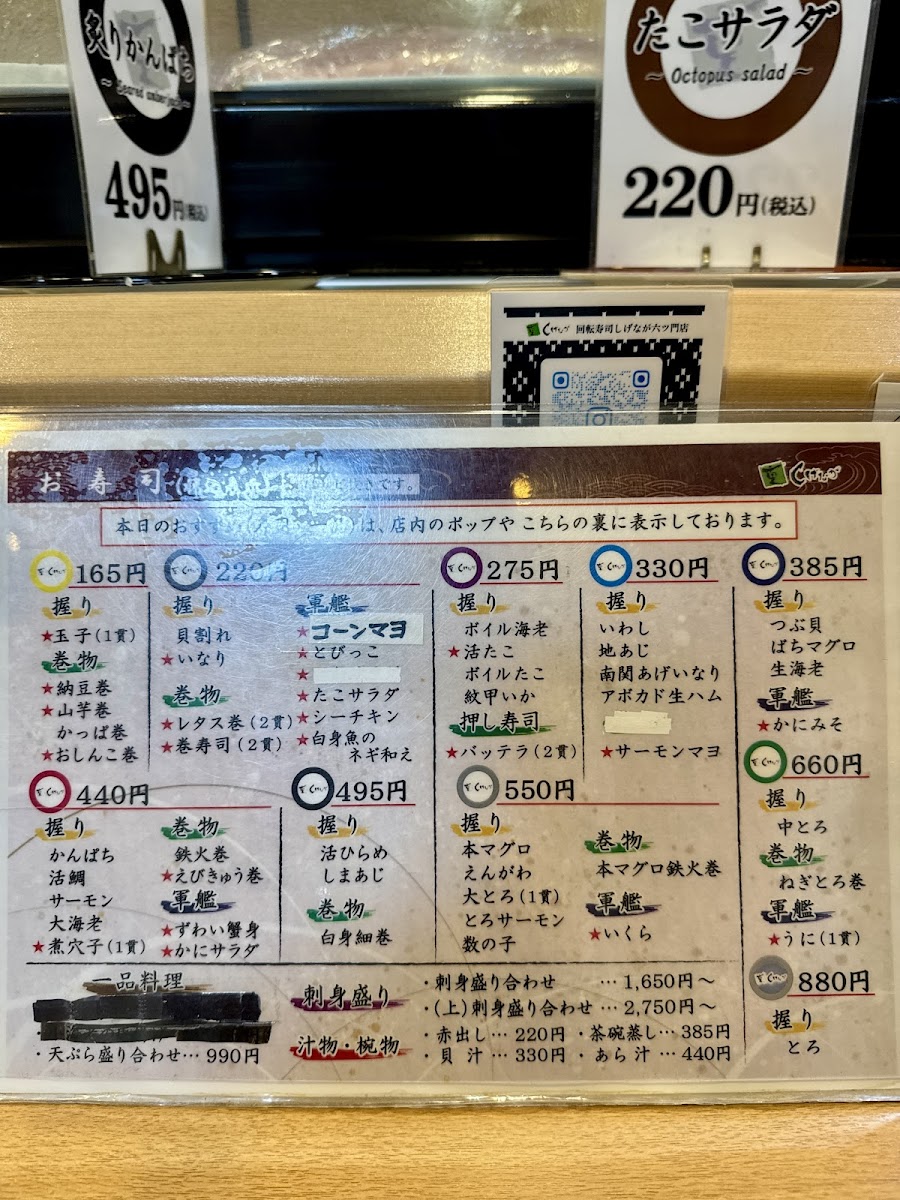 炙りかんぱち
~ Seared amberjack ~
495円(税込)
たこサラダ
~ Octopus salad ~
220円(税込)
しげなが 回転寿司しげなが六ツ門店
お寿司
です。
しげなが
本日のおすすめ
は、店内のポップや こちらの裏に表示しております。
165円
握り
★玉子(1貫)
巻物
★納豆巻
★山芋巻
かっぱ巻
★おしんこ巻
220円
握り
貝割れ
★いなり
巻物
★レタス巻(2貫)
★巻寿司(2貫)
軍艦
★コーンマヨ
★とびっこ
★
★たこサラダ
★シーチキン
★白身魚の
ネギ和え
275円
握り
ボイル海老
★活たこ
ボイルたこ
紋甲いか
押し寿司
★バッテラ(2貫)
330円
握り
いわし
地あじ
南関あげいなり
アボカド生ハム
★サーモンマヨ
385円
握り
つぶ貝
ばちマグロ
生海老
軍艦
★かにみそ
440円
握り
かんぱち
活鯛
サーモン
大海老
★煮穴子(1貫)
巻物
鉄火巻
★えびきゅう巻
軍艦
★ずわい蟹身
★かにサラダ
495円
握り
活ひらめ
しまあじ
巻物
白身細巻
550円
握り
本マグロ
えんがわ
大とろ(1貫)
とろサーモン
数の子
巻物
本マグロ鉄火巻
軍艦
★いくら
660円
握り
中とろ
巻物
ねぎとろ巻
軍艦
★うに(1貫)
880円
握り
とろ
一品料理
・天ぷら盛り合わせ… 990円
刺身盛り
・刺身盛り合わせ …1,650円～
・(上)刺身盛り合わせ …2,750円～
汁物・椀物
・赤出し… 220円 ・茶碗蒸し… 385円
・貝汁… 330円 ・あら汁… 440円